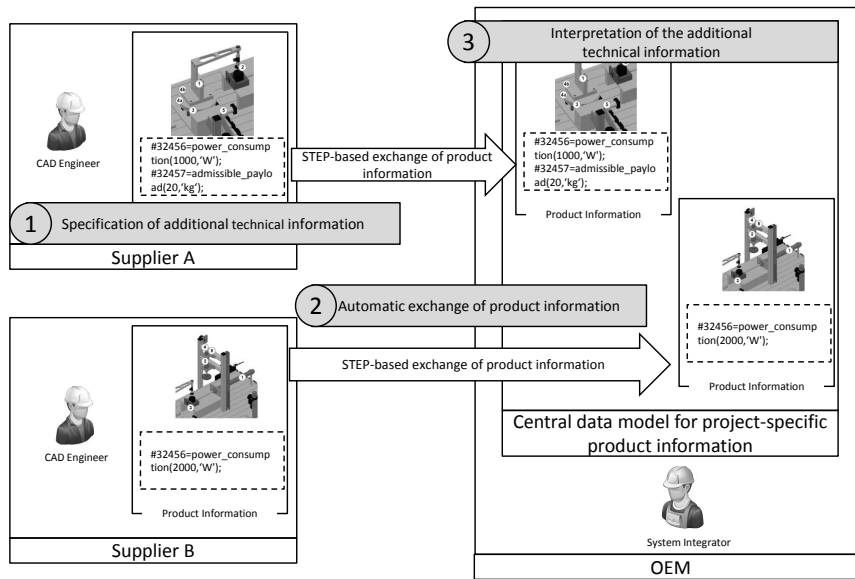 3
Interpretation of the additional
technical information
CAD Engineer
#32456=power_consump
tion(1000,'W');
#32457=admissible_paylo
ad(20,'kg');
STEP-based exchange of product
information
#32456=power_consump
tion(1000,'W');
#32457=admissible_paylo
ad(20,'kg');
Product Information
1
Specification of additional technical information
Supplier A
2
Automatic exchange of product information
#32456=power_consump
tion(2000,'W');
Product Information
STEP-based exchange of product information
CAD Engineer
#32456=power_consump
tion(2000,'W');
Product Information
Supplier B
Central data model for project-specific
product information
System Integrator
OEM